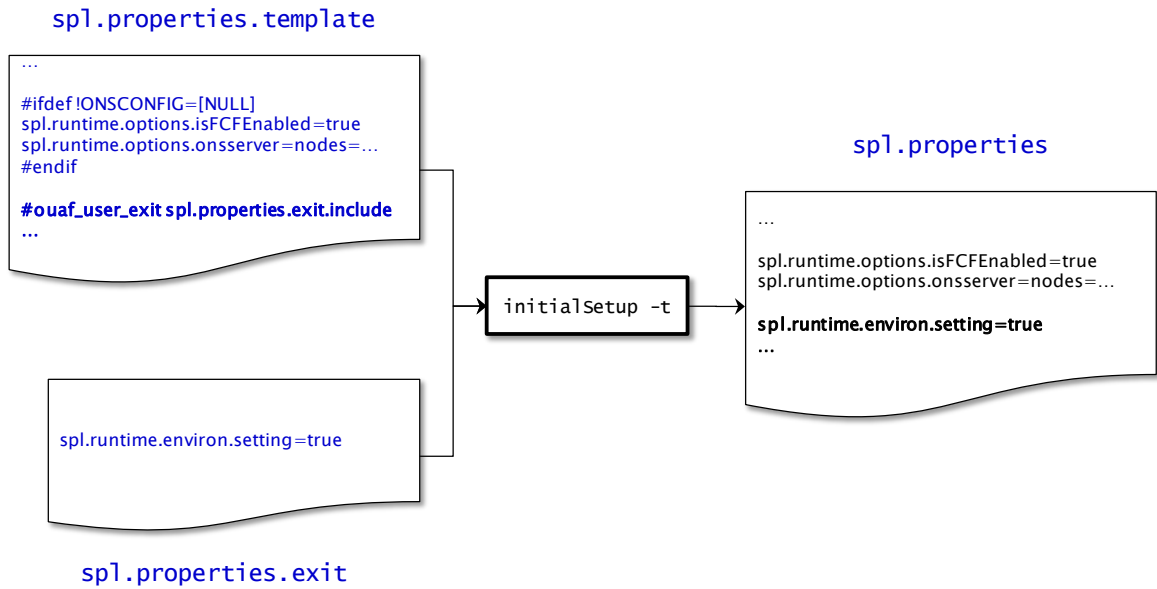 spl.properties.template
...
#ifdef !ONSCONFIG=[NULL]
spl.runtime.options.isFCFEnabled=true
spl.runtime.options.onsserver=nodes=...
#endif
#ouaf_user_exit spl.properties.exit.include
...
spl.runtime.environ.setting=true
spl.properties.exit
initialSetup -t
spl.properties
...
spl.runtime.options.isFCFEnabled=true
spl.runtime.options.onsserver=nodes=...
spl.runtime.environ.setting=true
...